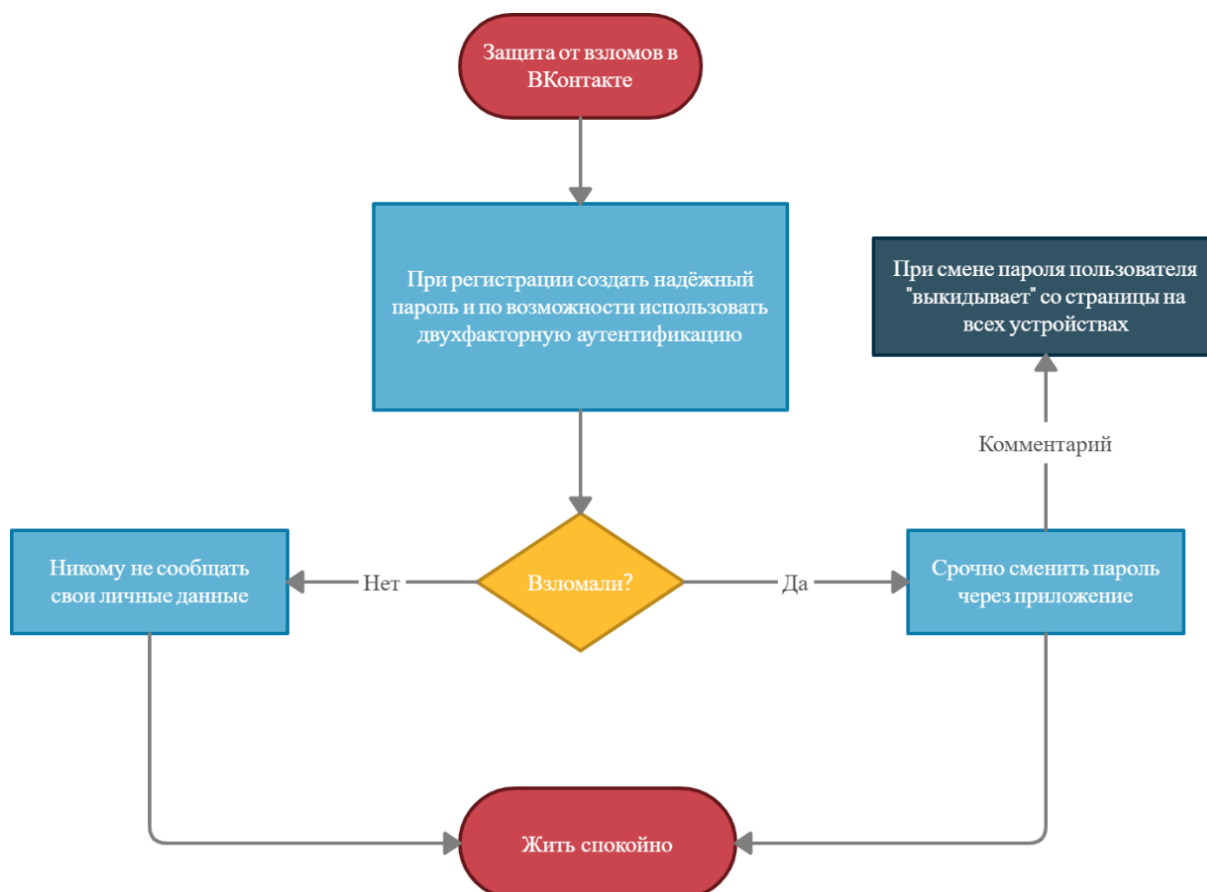 Защита от взломов в
ВКонтакте
При регистрации создать надёжный
пароль и по возможности использовать
двухфакторную аутентификацию
При смене пароля пользователя
"выкидывает" со страницы на
всех устройствах
Комментарий
Никому не сообщать
свои личные данные
Нет
Взломали?
Да
Срочно сменить пароль
через приложение
Жить спокойно